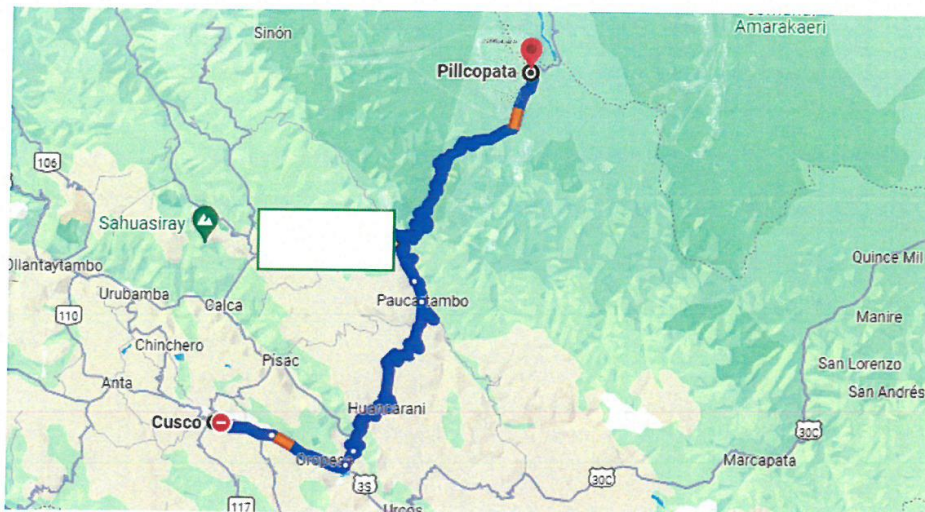 Sinón
Amarakaeri
Pillcopata
106
Sahuasiray
Ollantaytambo
Urubamba
Calca
110
Chinchero
Anta
Písac
Paucartambo
Huancarani
Cusco
Oropesa
3S
117
Urcos
Quince Mil
Manire
San Lorenzo
San Andrés
30C
Marcapata
30C